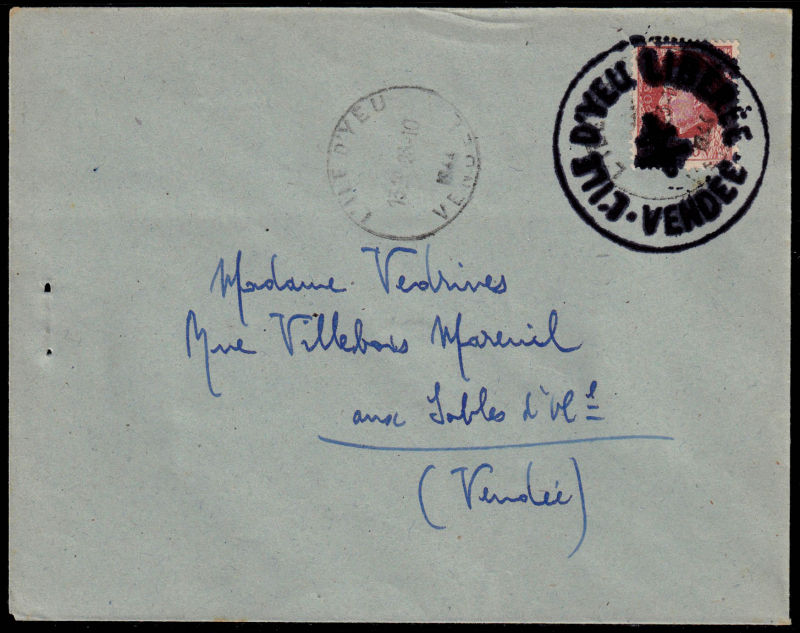 L'ILE D'YEU
VENDÉE
L'ILE D'YEU LIBÉRÉE
· VENDÉE ·
Madame Vedrines
Rue Villebois Mareuil
aux Sables d'Ol
(Vendée)